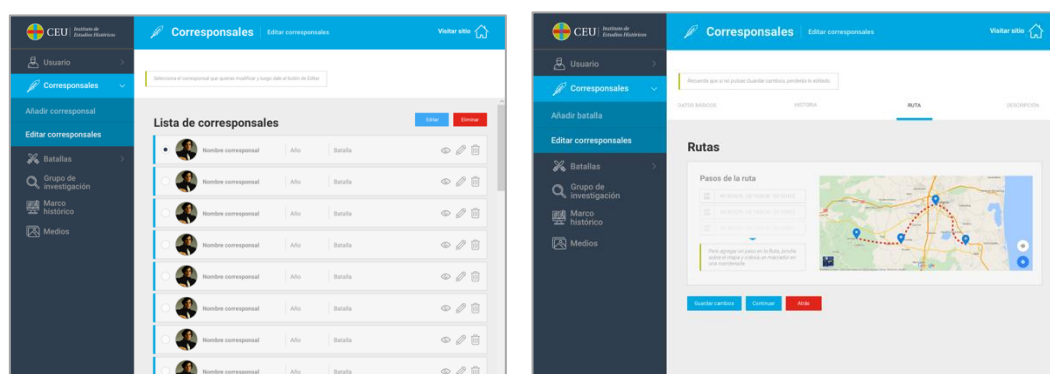 CEU Instituto de
Estudios Históricos
Corresponsales Editar corresponsales Visitar sitio
Usuario
Corresponsales
Añadir corresponsal
Editar corresponsales
Batallas
Grupo de
investigación
Marco
histórico
Medios
Selecciona el corresponsal que quieras modificar y luego dale al botón de Editar.
Lista de corresponsales Editar Eliminar
Nombre corresponsal Año Batalla
Nombre corresponsal Año Batalla
Nombre corresponsal Año Batalla
Nombre corresponsal Año Batalla
Nombre corresponsal Año Batalla
Nombre corresponsal Año Batalla
Nombre corresponsal Año Batalla
Nombre corresponsal Año Batalla
CEU Instituto de
Estudios Históricos
Corresponsales Editar corresponsales Visitar sitio
Usuario
Corresponsales
Añadir batalla
Editar corresponsales
Batallas
Grupo de
investigación
Marco
histórico
Medios
Recuerda que si no pulsas Guardar cambios, perderás lo editado.
DATOS BÁSICOS HISTORIA RUTA DESCRIPCIÓN
Rutas
Pasos de la ruta
Para agregar un paso en la Ruta, pincha
sobre el mapa y coloca un marcador en
una coordenada.
Google
Guardar cambios Continuar Atrás